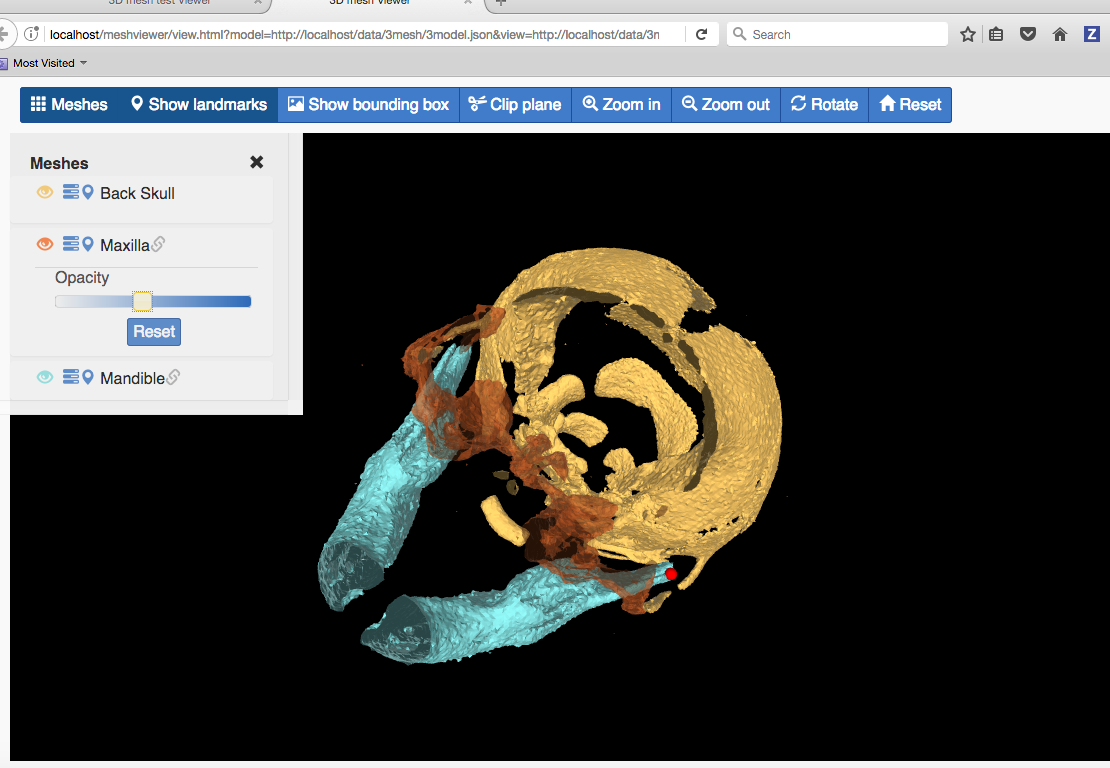 3D mesh test Viewer
3D mesh Viewer
localhost/meshviewer/view.html?model=http://localhost/data/3mesh/3model.json&view=http://localhost/data/3n
Search
Most Visited
Meshes Show landmarks Show bounding box Clip plane Zoom in Zoom out Rotate Reset
Meshes
Back Skull
Maxilla
Opacity
Reset
Mandible